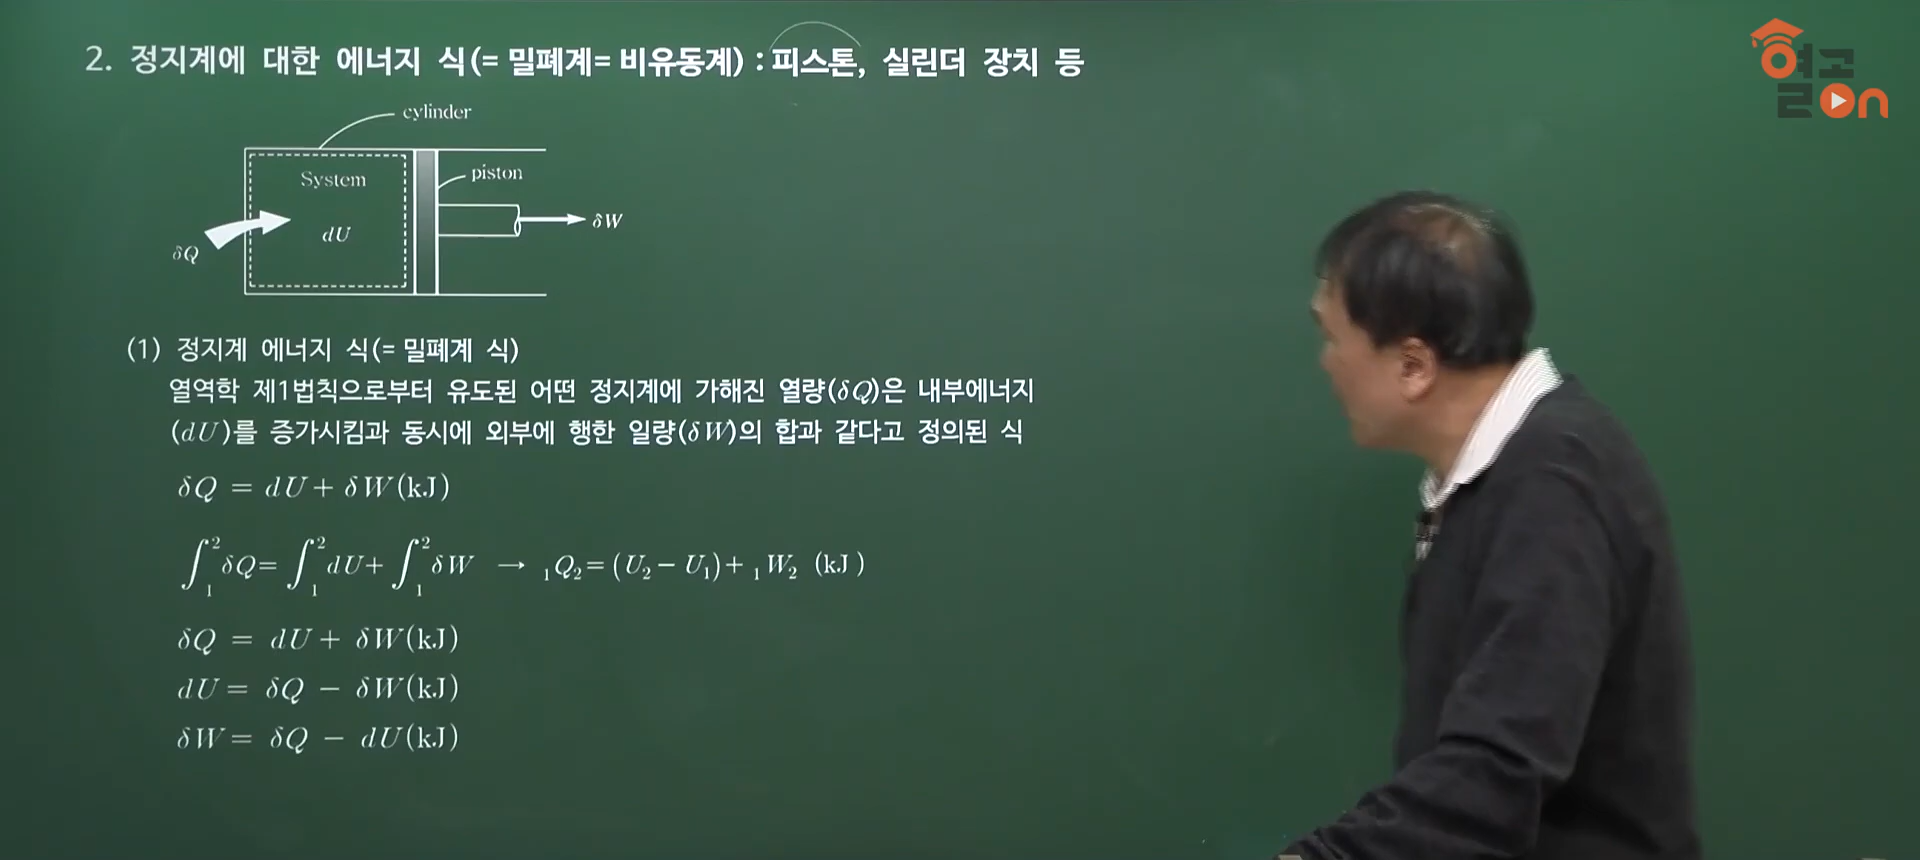 2. 정지계에 대한 에너지 식(= 밀폐계= 비유동계) : 피스톤, 실린더 장치 등
열공
on
cylinder
System
piston
dU
δQ
δW
(1) 정지계 에너지 식(= 밀폐계 식)
열역학 제1법칙으로부터 유도된 어떤 정지계에 가해진 열량(δQ)은 내부에너지
(dU)를 증가시킴과 동시에 외부에 행한 일량(δW)의 합과 같다고 정의된 식
δQ = dU + δW(kJ)
∫₁² δQ = ∫₁² dU + ∫₁² δW → ₁Q₂ = (U₂ − U₁) + ₁W₂ (kJ)
δQ = dU + δW(kJ)
dU = δQ − δW(kJ)
δW = δQ − dU(kJ)